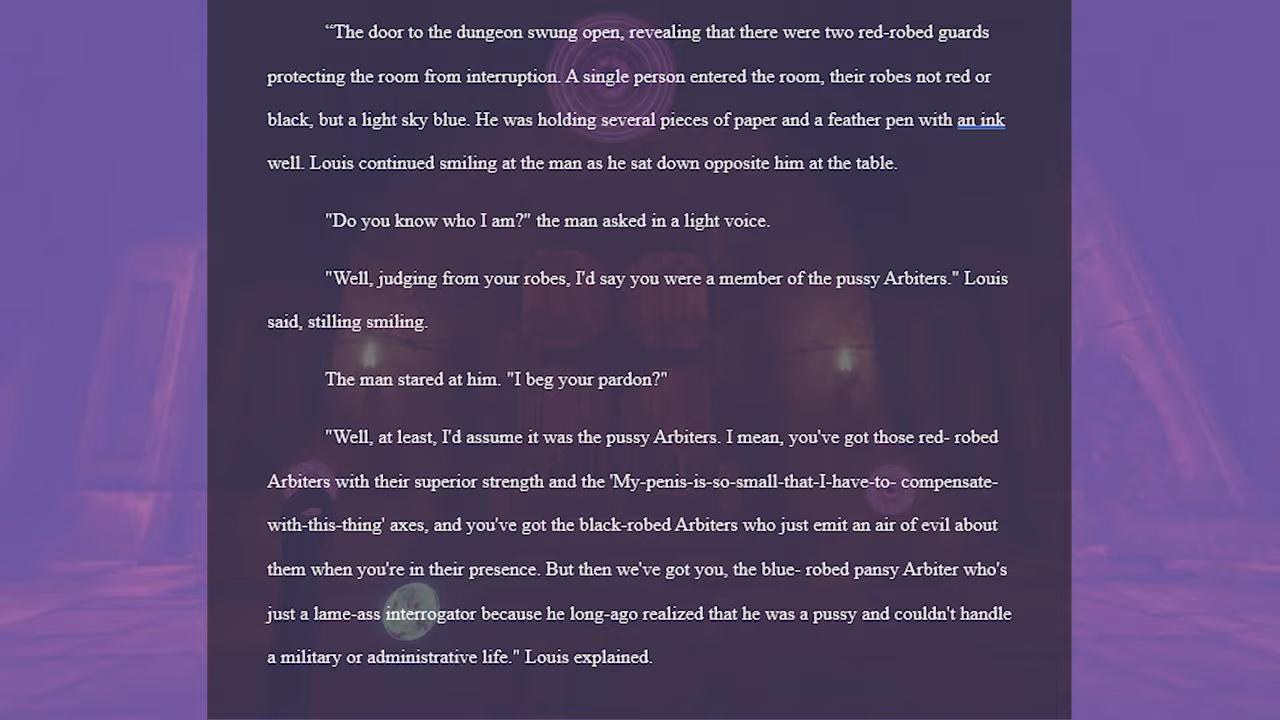 “The door to the dungeon swung open, revealing that there were two red-robed guards
protecting the room from interruption. A single person entered the room, their robes not red or
black, but a light sky blue. He was holding several pieces of paper and a feather pen with an ink
well. Louis continued smiling at the man as he sat down opposite him at the table.
"Do you know who I am?" the man asked in a light voice.
"Well, judging from your robes, I'd say you were a member of the pussy Arbiters." Louis
said, stilling smiling.
The man stared at him. "I beg your pardon?"
"Well, at least, I'd assume it was the pussy Arbiters. I mean, you've got those red- robed
Arbiters with their superior strength and the 'My-penis-is-so-small-that-I-have-to- compensate-
with-this-thing' axes, and you've got the black-robed Arbiters who just emit an air of evil about
them when you're in their presence. But then we've got you, the blue- robed pansy Arbiter who's
just a lame-ass interrogator because he long-ago realized that he was a pussy and couldn't handle
a military or administrative life." Louis explained.